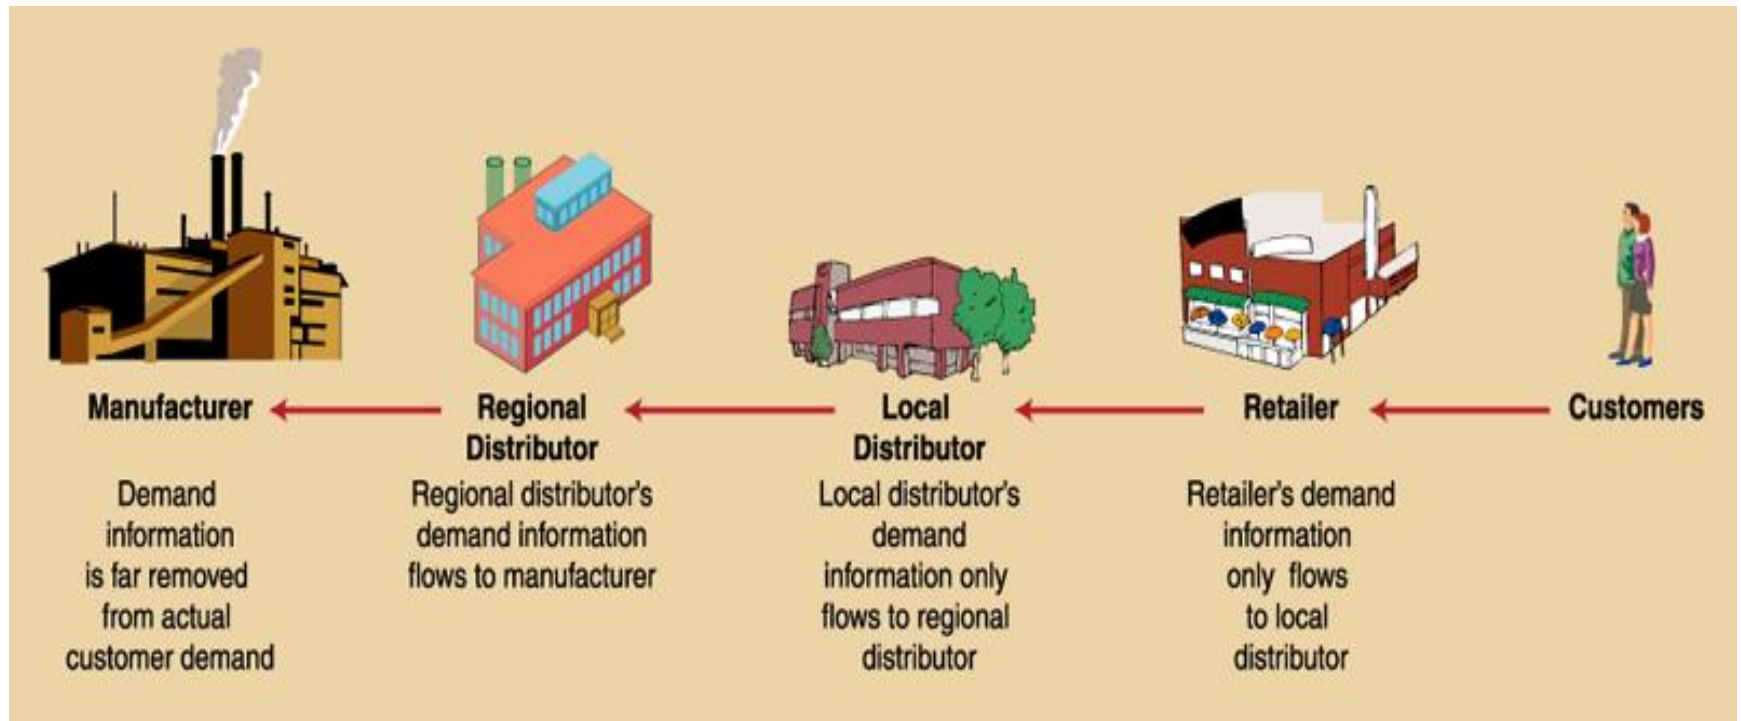 Manufacturer
Regional
Distributor
Local
Distributor
Retailer
Customers
Demand
information
is far removed
from actual
customer demand
Regional distributor's
demand information
flows to manufacturer
Local distributor's
demand
information only
flows to regional
distributor
Retailer's demand
information
only flows
to local
distributor